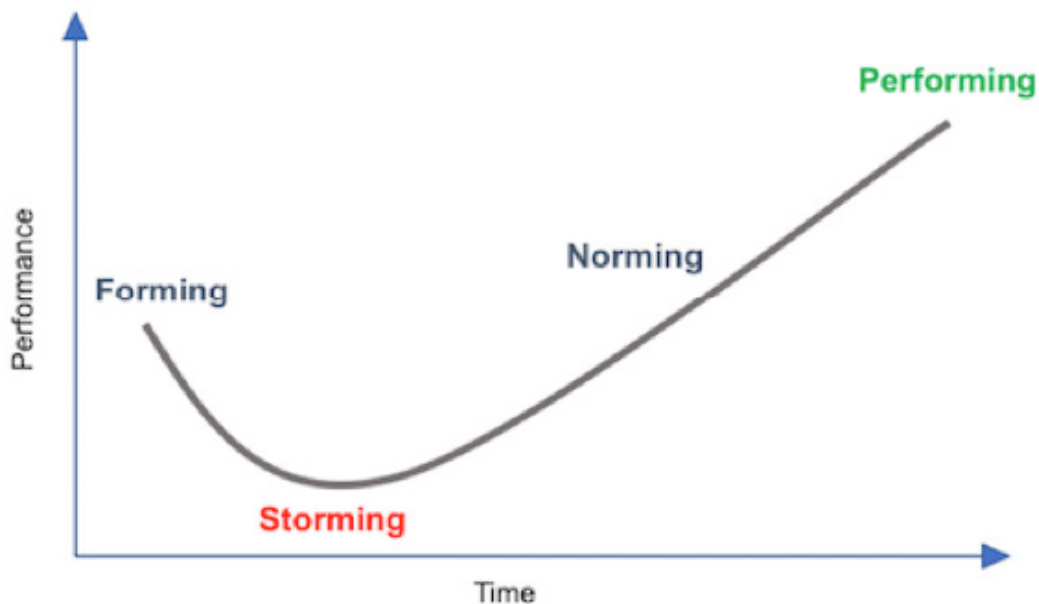 Performing
Performance
Forming
Norming
Storming
Time